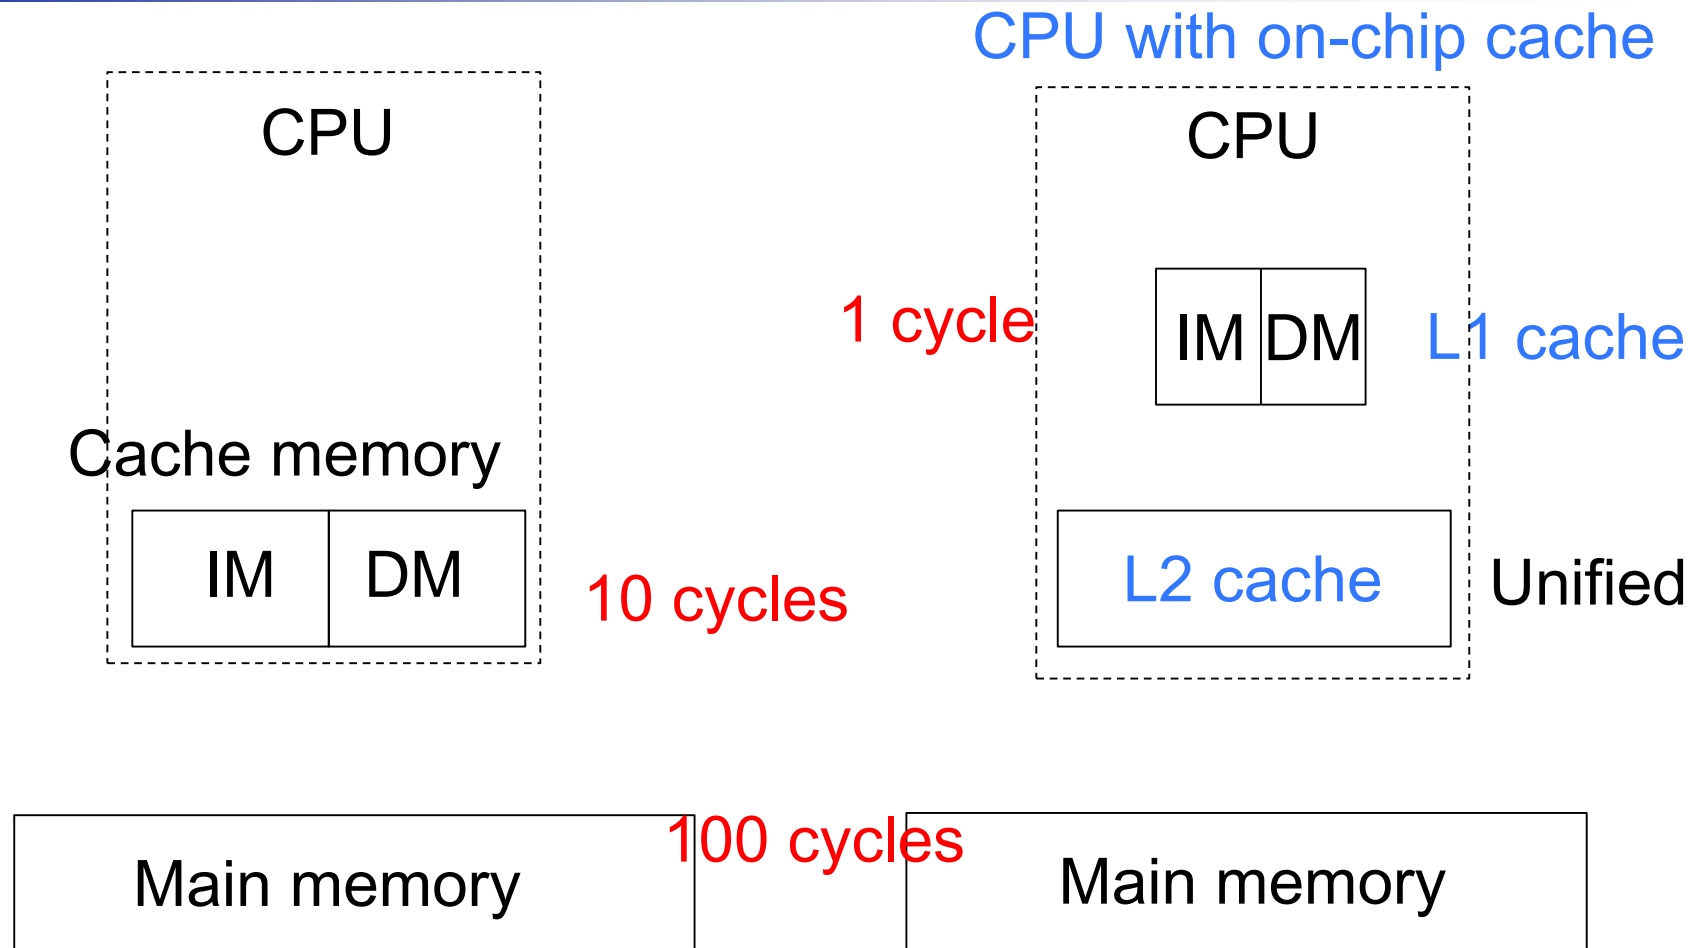 CPU with on-chip cache
CPU
CPU
1 cycle
IM DM
L1 cache
Cache memory
IM DM
10 cycles
L2 cache
Unified
100 cycles
Main memory
Main memory